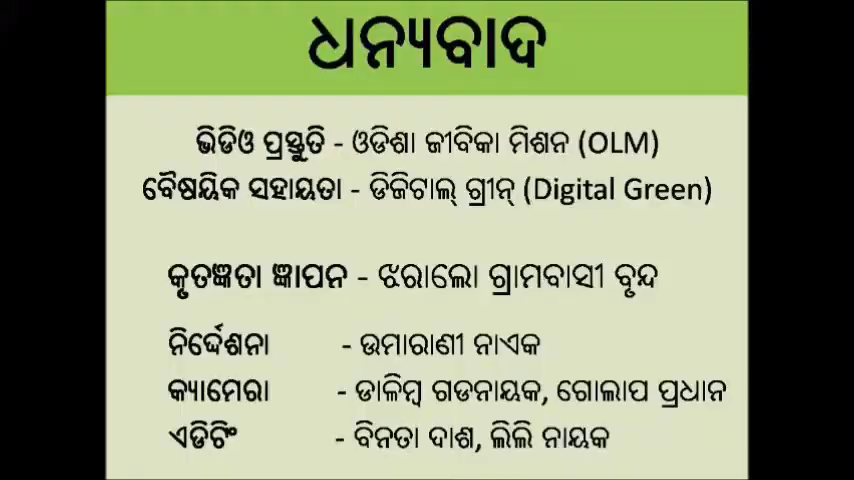 ଧନ୍ୟବାଦ
ଭିଡିଓ ପ୍ରସ୍ତୁତି - ଓଡିଶା ଜୀବିକା ମିଶନ (OLM)
ବୈଷୟିକ ସହାୟତା - ଡିଜିଟାଲ୍ ଗ୍ରୀନ୍ (Digital Green)
କୃତଜ୍ଞତା ଜ୍ଞାପନ - ଝରାଲୋ ଗ୍ରାମବାସୀ ବୃନ୍ଦ
ନିର୍ଦ୍ଦେଶନା - ଉମାରାଣୀ ନାଏକ
କ୍ୟାମେରା - ଡାଳିମ୍ବ ଗଡନାୟକ, ଗୋଲାପ ପ୍ରଧାନ
ଏଡିଟିଂ - ବିନତା ଦାଶ, ଲିଲି ନାୟକ